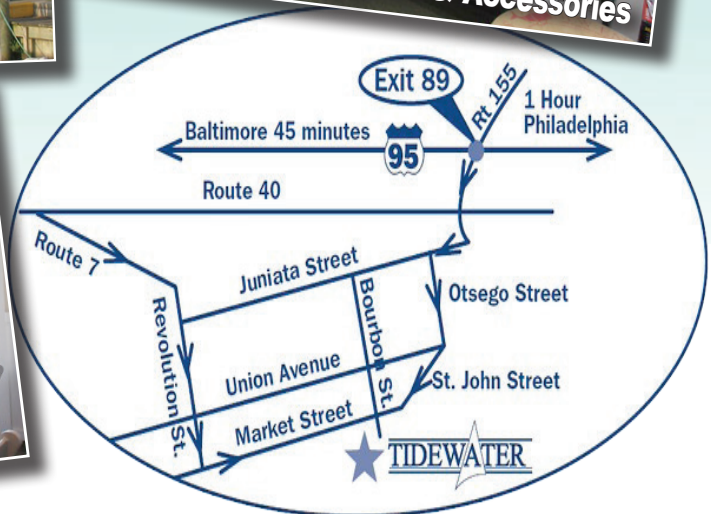 Accessories
Exit 89
Rt 155
1 Hour
Philadelphia
Baltimore 45 minutes
95
Route 40
Route 7
Juniata Street
Otsego Street
Revolution St.
Bourbon St.
Union Avenue
St. John Street
Market Street
TIDEWATER